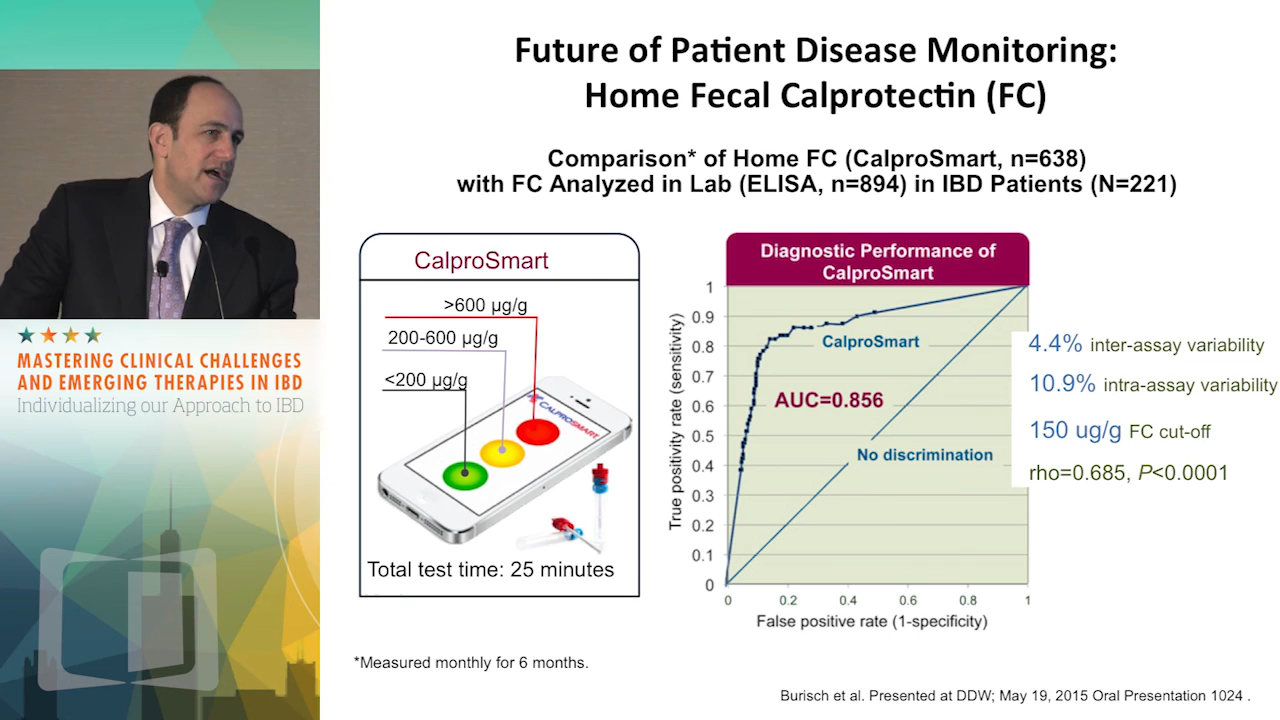 Future of Patient Disease Monitoring:
Home Fecal Calprotectin (FC)
Comparison* of Home FC (CalproSmart, n=638)
with FC Analyzed in Lab (ELISA, n=894) in IBD Patients (N=221)
MASTERING CLINICAL CHALLENGES
AND EMERGING THERAPIES IN IBD
Individualizing our Approach to IBD
CalproSmart
>600 µg/g
200-600 µg/g
<200 µg/g
CALPROSMART
Total test time: 25 minutes
Diagnostic Performance of
CalproSmart
True positivity rate (sensitivity)
1
0.9
0.8
0.7
0.6
0.5
0.4
0.3
0.2
0.1
0
CalproSmart
AUC=0.856
No discrimination
0 0.2 0.4 0.6 0.8 1
False positive rate (1-specificity)
4.4% inter-assay variability
10.9% intra-assay variability
150 ug/g FC cut-off
rho=0.685, P<0.0001
*Measured monthly for 6 months.
Burisch et al. Presented at DDW; May 19, 2015 Oral Presentation 1024 .